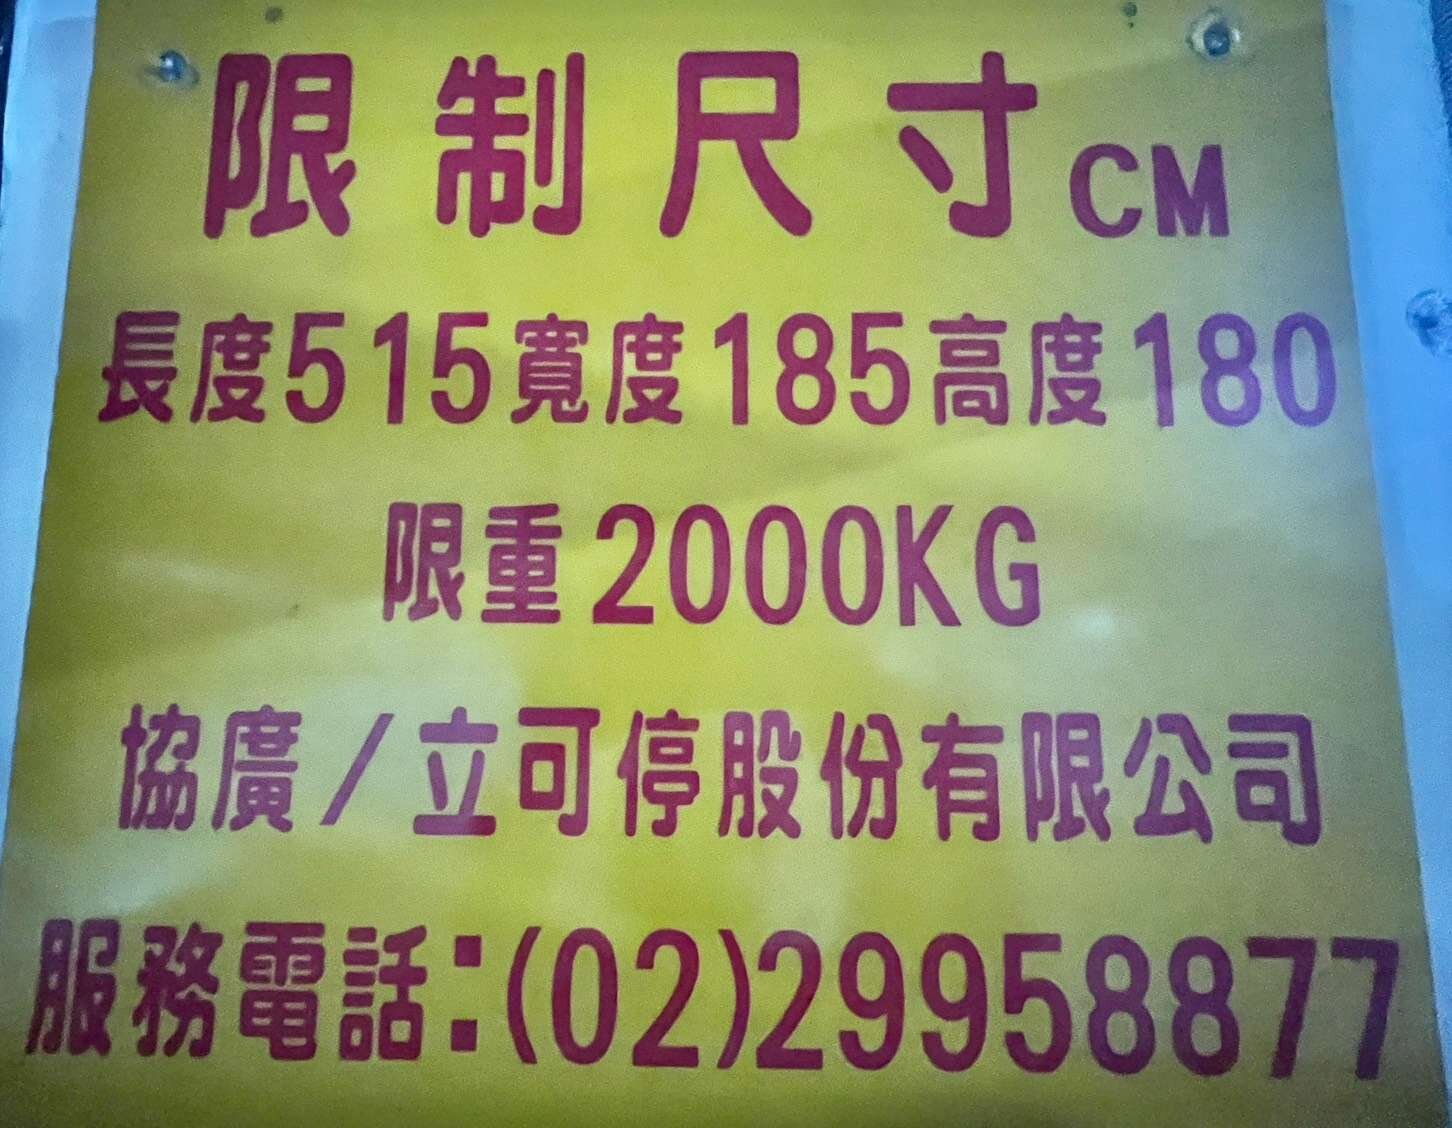 限制尺寸CM
長度515寬度185高度180
限重2000KG
協廣/立可停股份有限公司
服務電話:(02)29958877